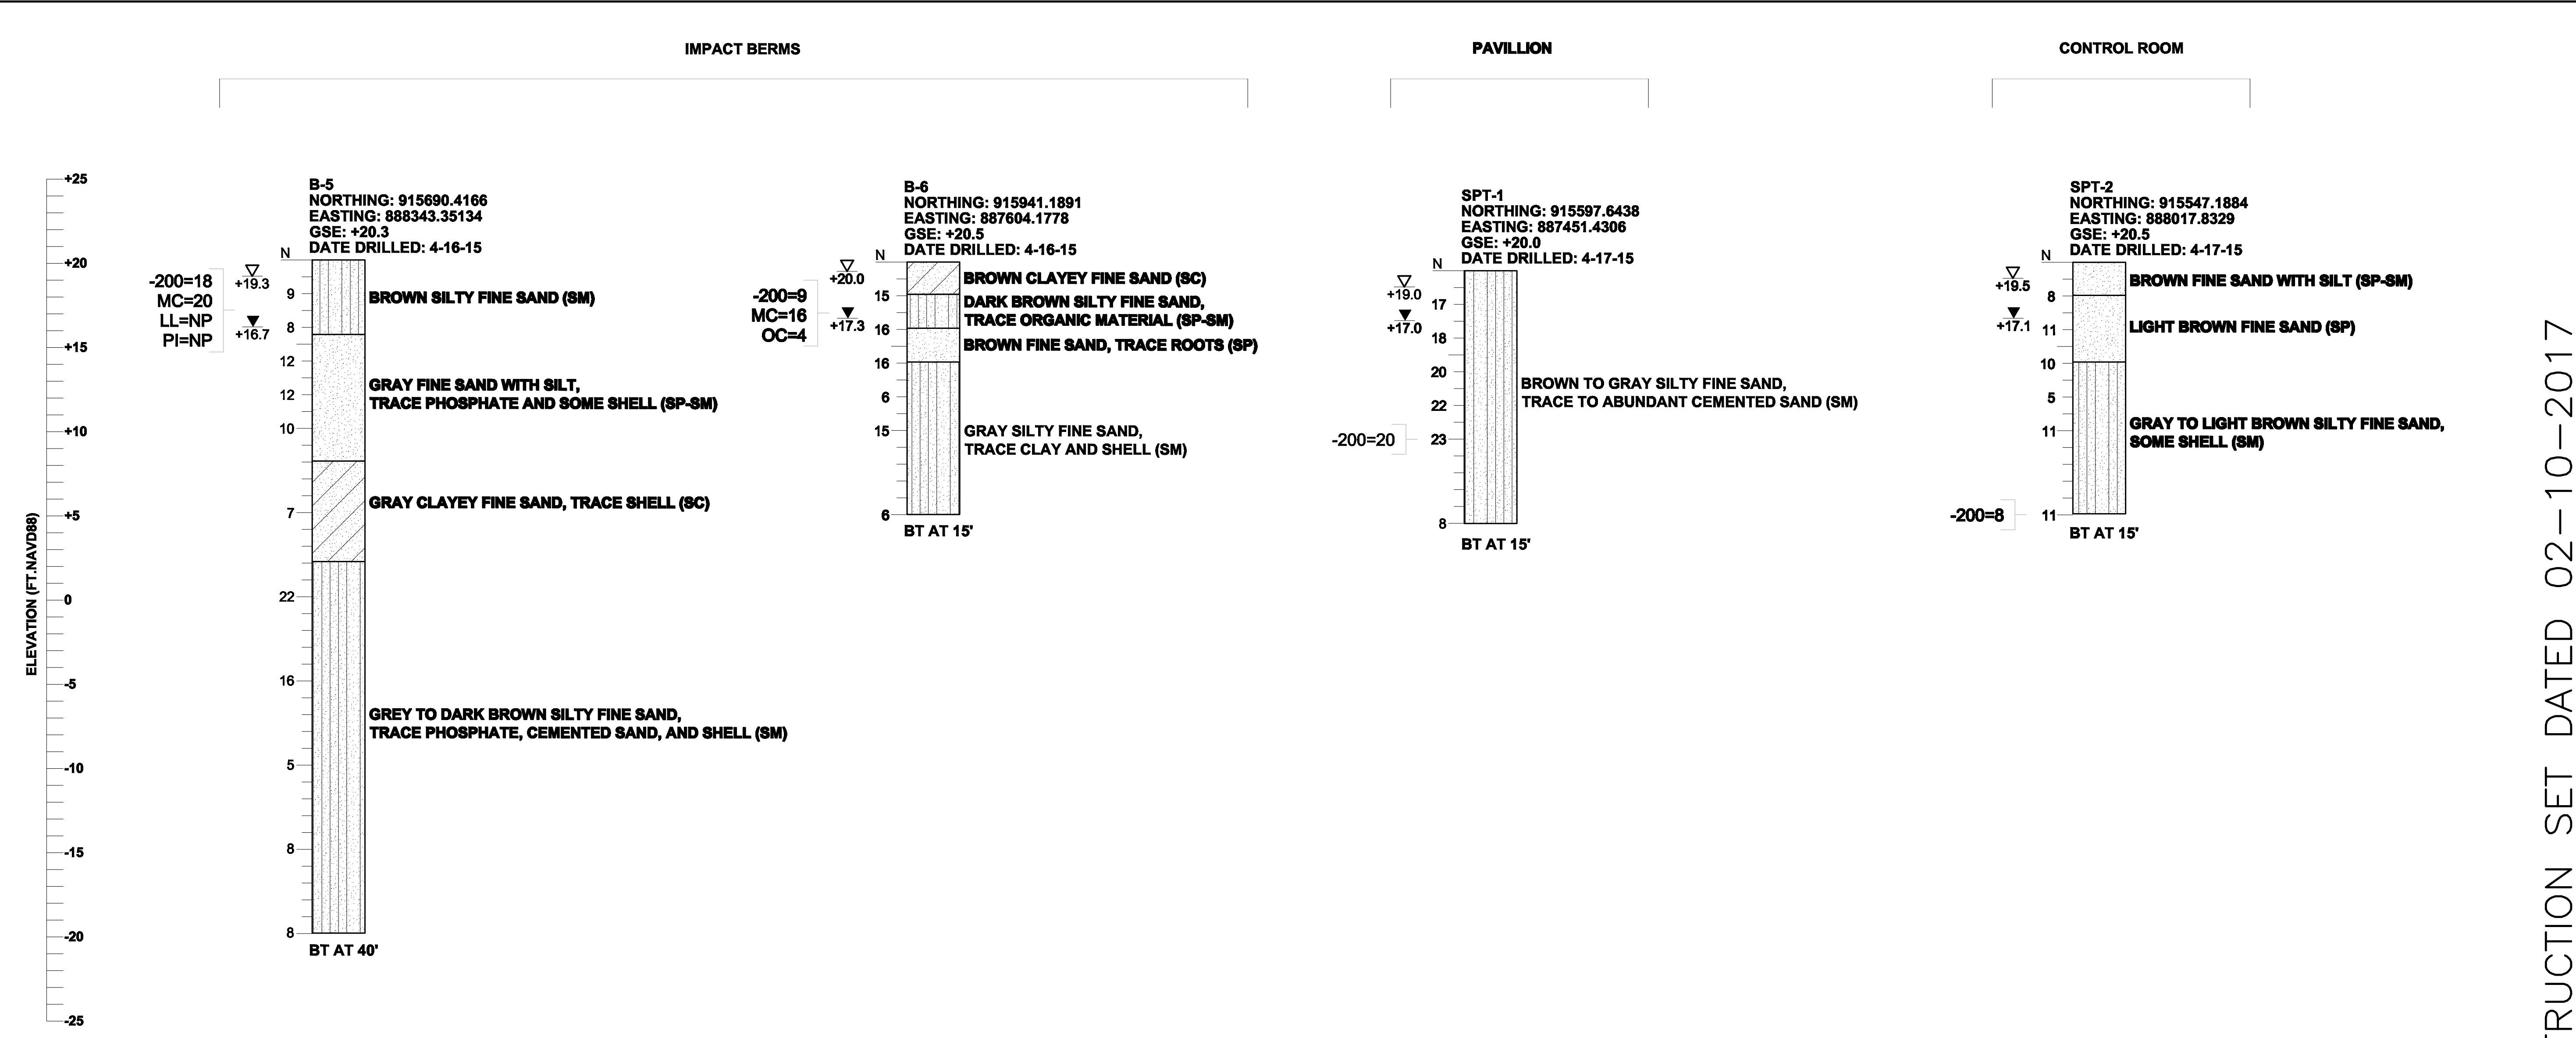 IMPACT BERMS
PAVILLION
CONTROL ROOM
ELEVATION (FT.NAVD88)
+25
+20
+15
+10
+5
0
-5
-10
-15
-20
-25
B-5
NORTHING: 915690.4166
EASTING: 888343.35134
GSE: +20.3
DATE DRILLED: 4-16-15
N
-200=18
MC=20
LL=NP
PI=NP
+19.3
+16.7
9
8
12
12
10
7
22
16
5
8
8
BROWN SILTY FINE SAND (SM)
GRAY FINE SAND WITH SILT,
TRACE PHOSPHATE AND SOME SHELL (SP-SM)
GRAY CLAYEY FINE SAND, TRACE SHELL (SC)
GREY TO DARK BROWN SILTY FINE SAND,
TRACE PHOSPHATE, CEMENTED SAND, AND SHELL (SM)
BT AT 40'
B-6
NORTHING: 915941.1891
EASTING: 887604.1778
GSE: +20.5
DATE DRILLED: 4-16-15
N
-200=9
MC=16
OC=4
+20.0
+17.3
15
16
16
6
15
6
BROWN CLAYEY FINE SAND (SC)
DARK BROWN SILTY FINE SAND,
TRACE ORGANIC MATERIAL (SP-SM)
BROWN FINE SAND, TRACE ROOTS (SP)
GRAY SILTY FINE SAND,
TRACE CLAY AND SHELL (SM)
BT AT 15'
SPT-1
NORTHING: 915597.6438
EASTING: 887451.4306
GSE: +20.0
DATE DRILLED: 4-17-15
N
+19.0
+17.0
17
18
20
22
-200=20
23
8
BROWN TO GRAY SILTY FINE SAND,
TRACE TO ABUNDANT CEMENTED SAND (SM)
BT AT 15'
SPT-2
NORTHING: 915547.1884
EASTING: 888017.8329
GSE: +20.5
DATE DRILLED: 4-17-15
N
+19.5
+17.1
8
11
10
5
11
-200=8
11
BROWN FINE SAND WITH SILT (SP-SM)
LIGHT BROWN FINE SAND (SP)
GRAY TO LIGHT BROWN SILTY FINE SAND,
SOME SHELL (SM)
BT AT 15'
TRUCTION SET DATED 02-10-2017